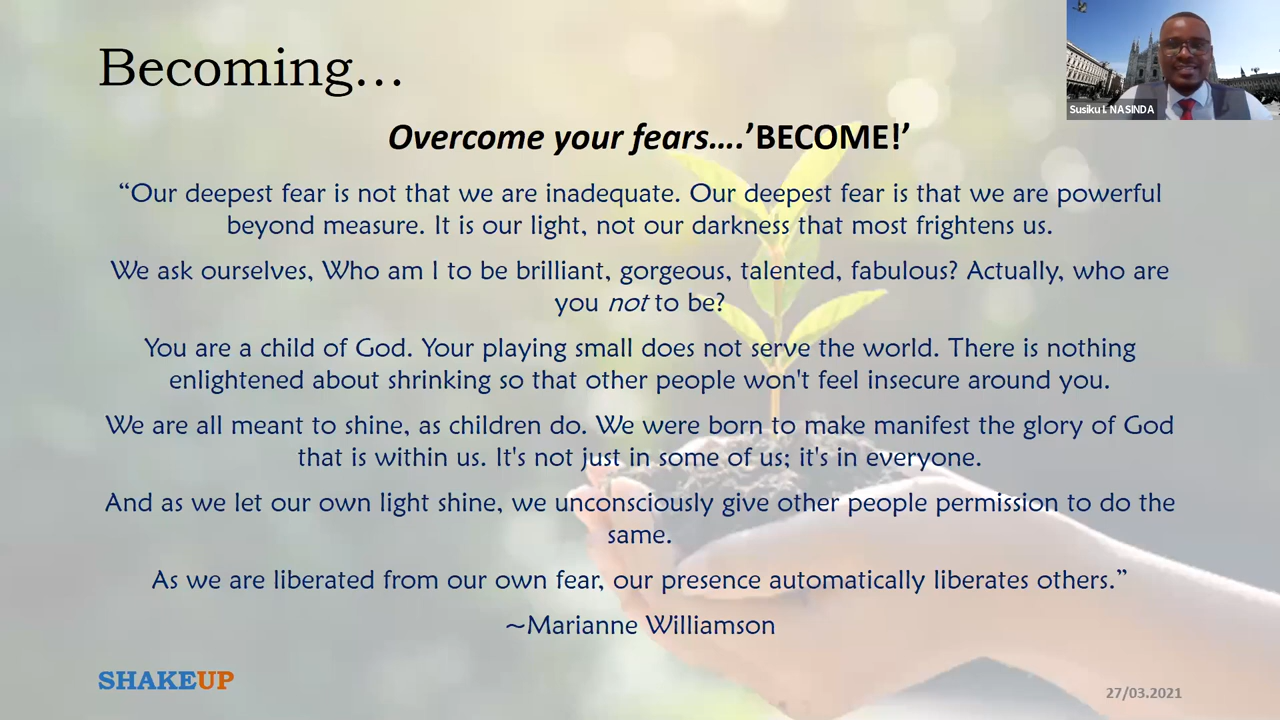 Becoming…
Susiku I. NASINDA
Overcome your fears….’BECOME!’
“Our deepest fear is not that we are inadequate. Our deepest fear is that we are powerful
beyond measure. It is our light, not our darkness that most frightens us.
We ask ourselves, Who am I to be brilliant, gorgeous, talented, fabulous? Actually, who are
you not to be?
You are a child of God. Your playing small does not serve the world. There is nothing
enlightened about shrinking so that other people won't feel insecure around you.
We are all meant to shine, as children do. We were born to make manifest the glory of God
that is within us. It's not just in some of us; it's in everyone.
And as we let our own light shine, we unconsciously give other people permission to do the
same.
As we are liberated from our own fear, our presence automatically liberates others.”
~Marianne Williamson
SHAKEUP
27/03.2021